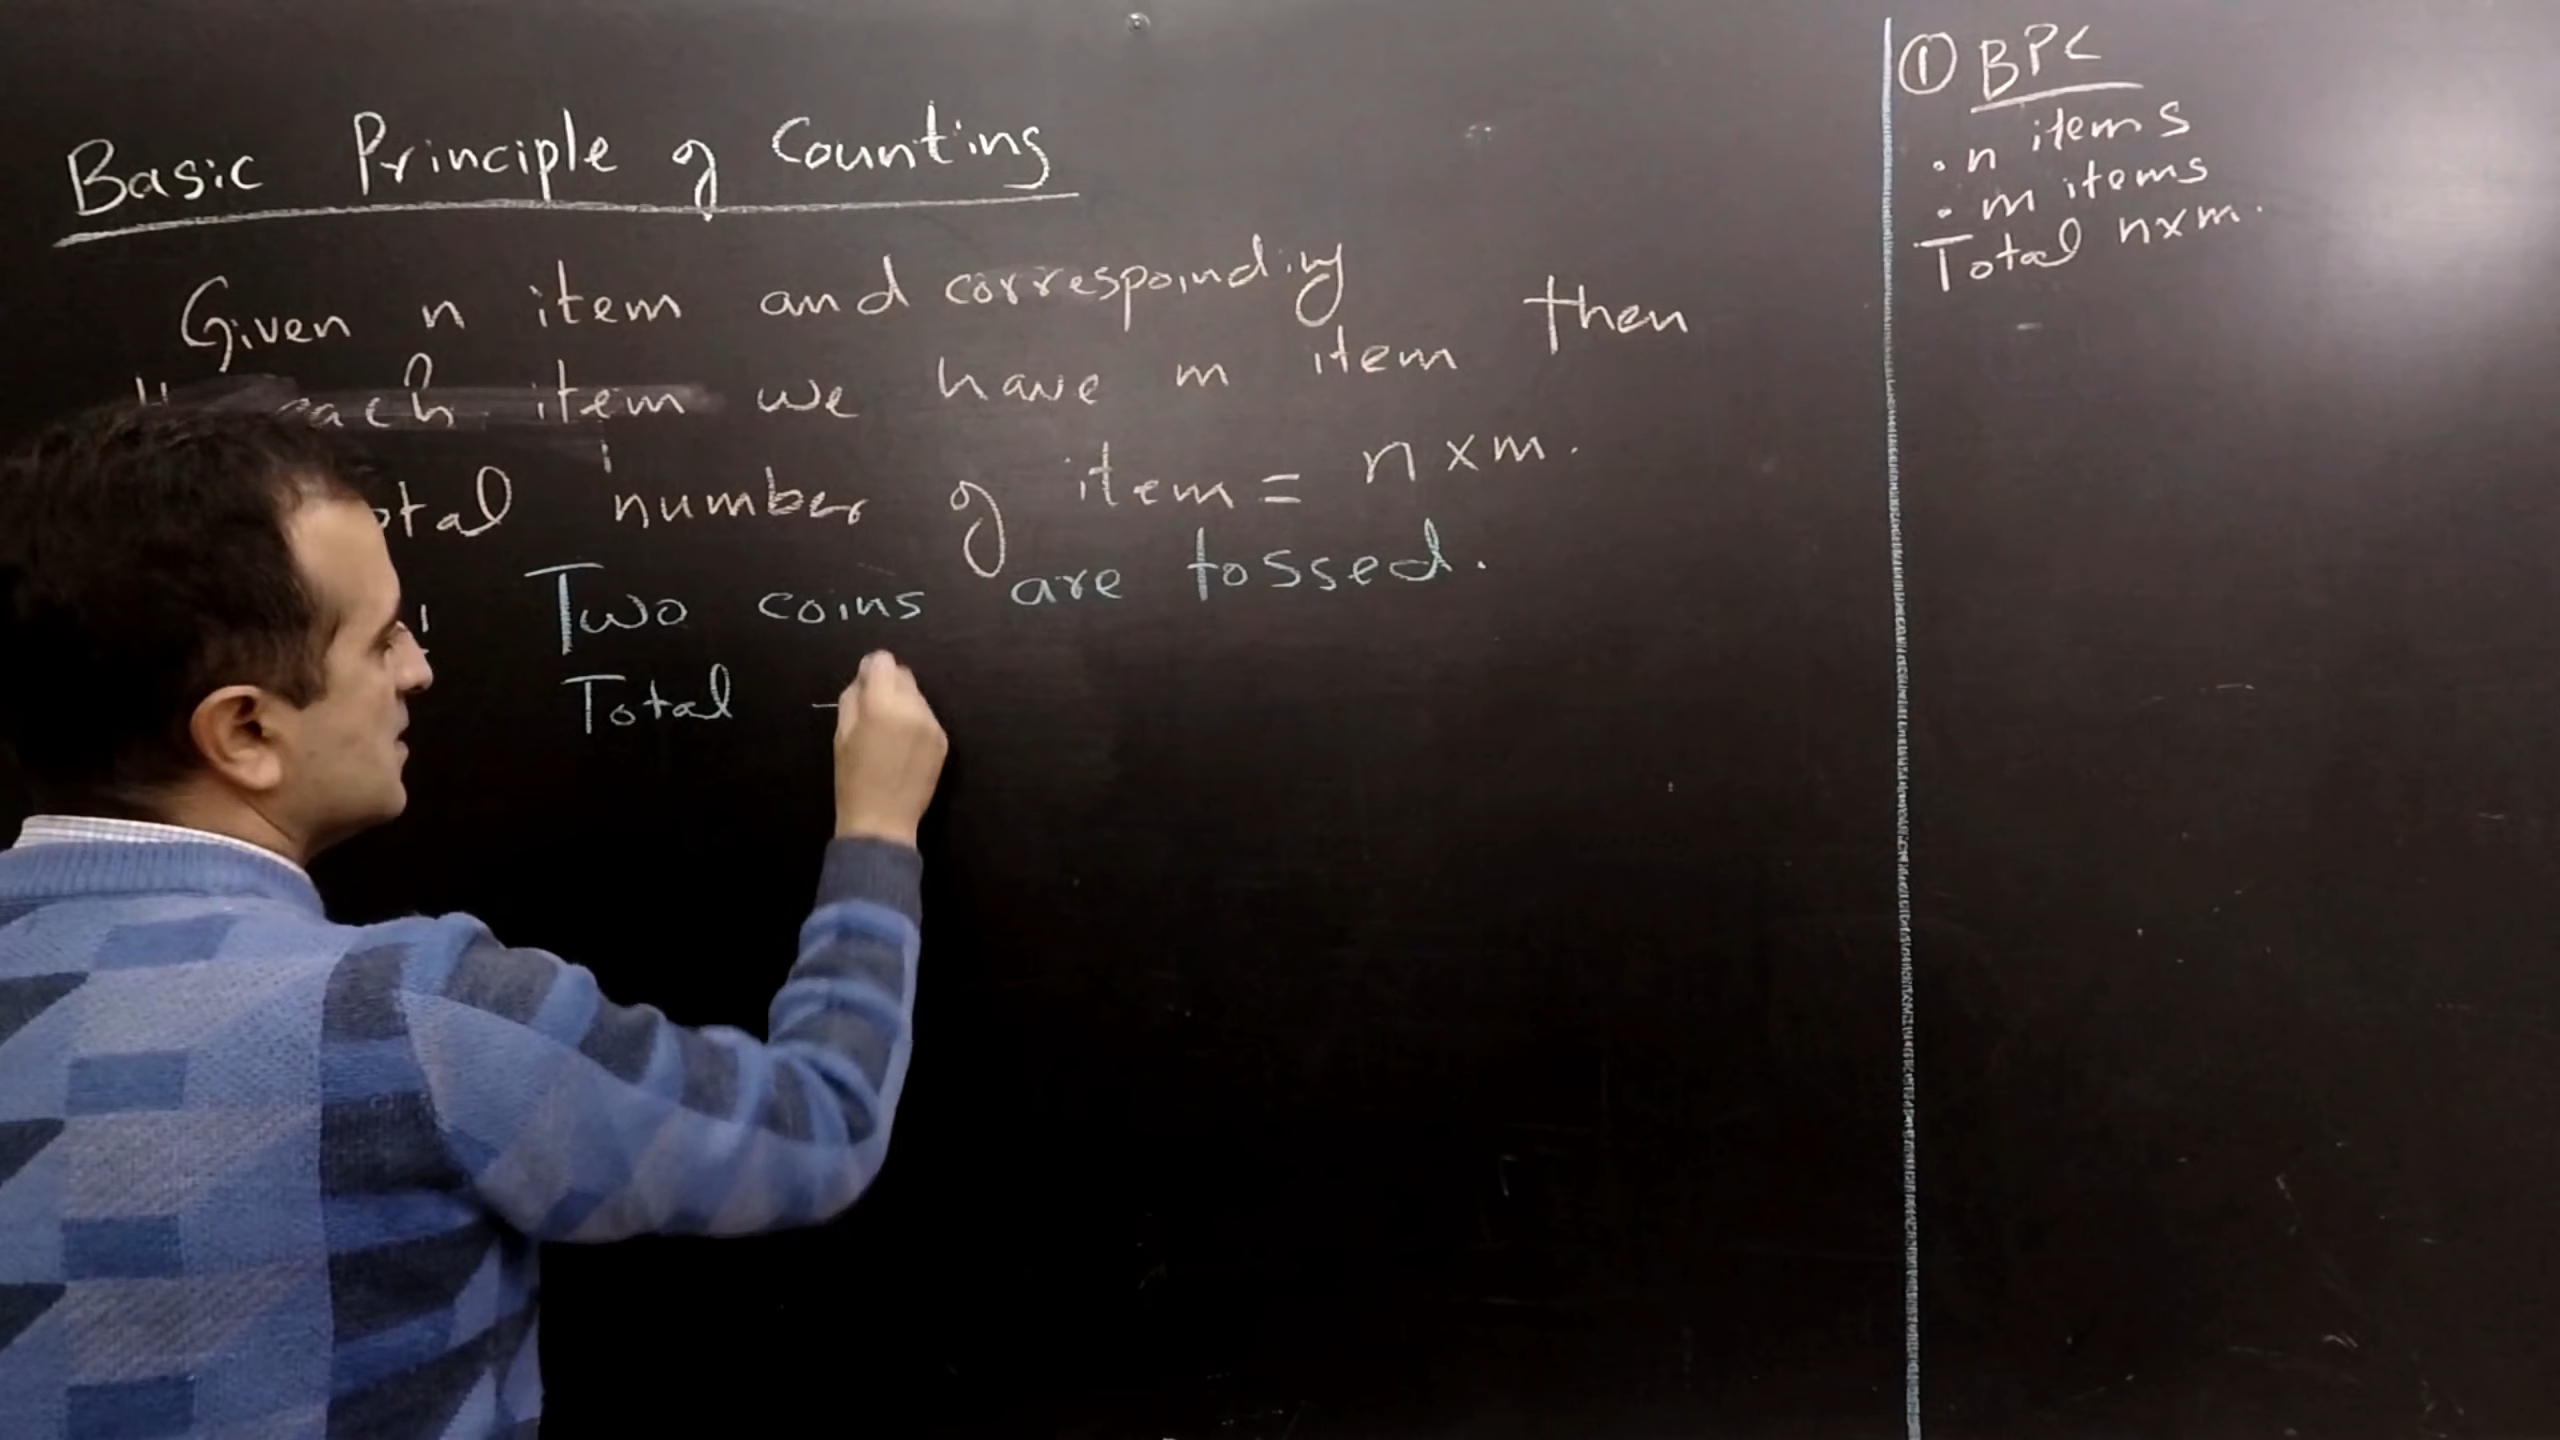 Basic Principle of Counting
Given n item and corresponding
each item we have m item then
otal number of item = n x m.
Two coins are tossed.
Total
① BPC
• n items
• m items
Total n x m.